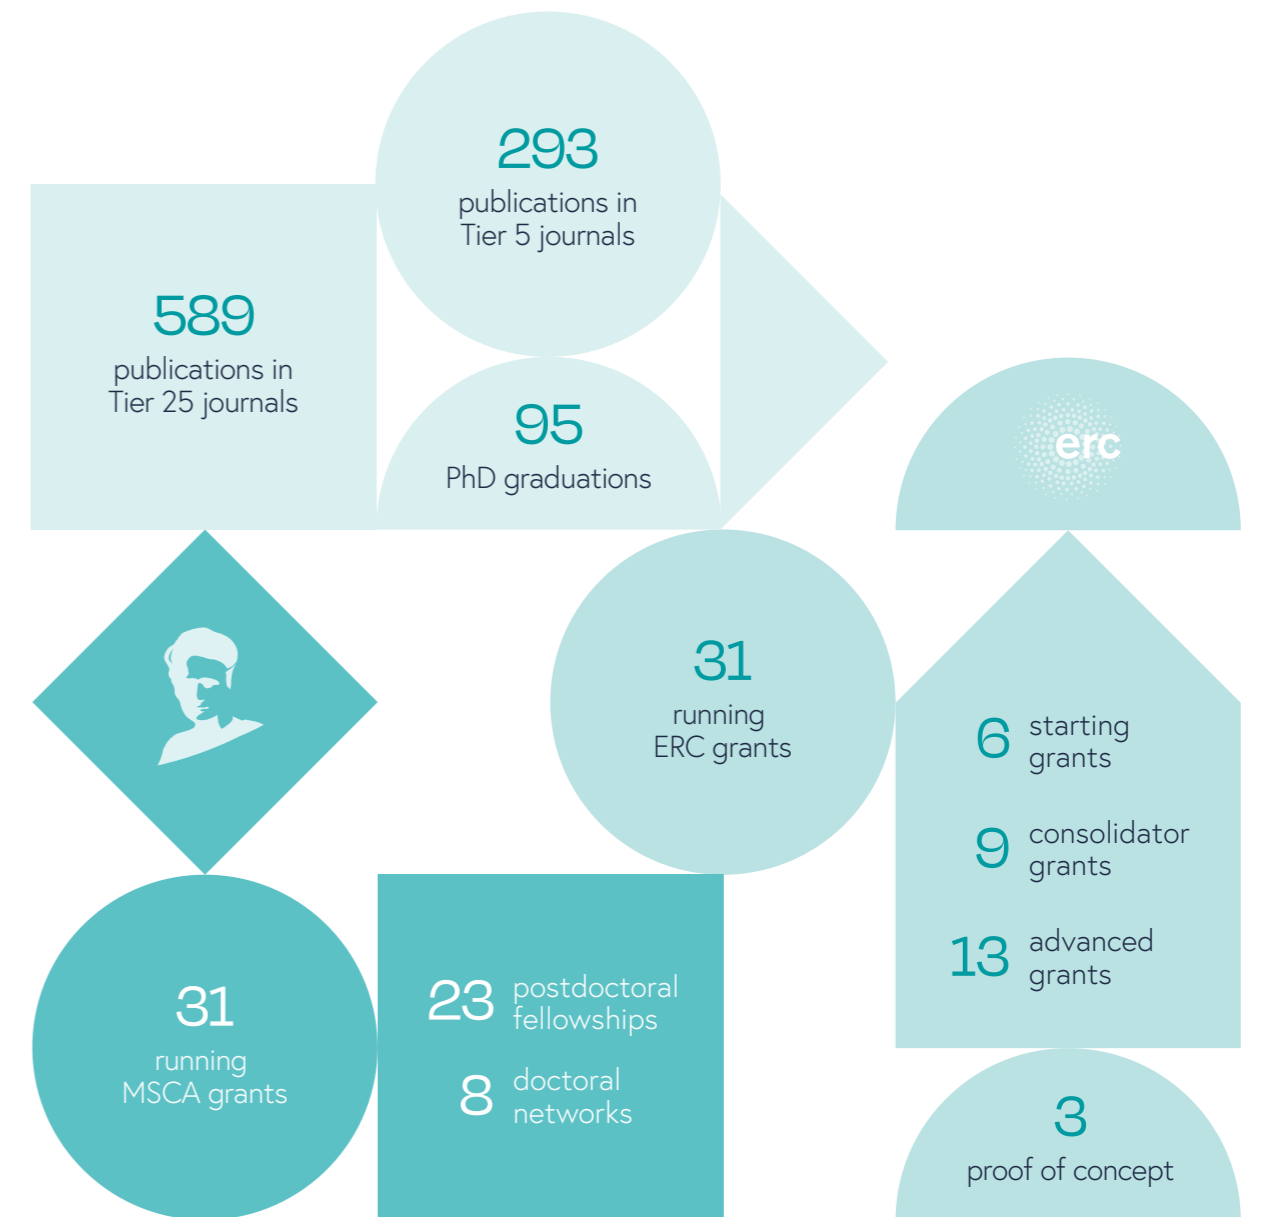 293
publications in
Tier 5 journals
589
publications in
Tier 25 journals
95
PhD graduations
erc
31
running
ERC grants
6 starting
grants
9 consolidator
grants
13 advanced
grants
31
running
MSCA grants
23 postdoctoral
fellowships
8 doctoral
networks
3
proof of concept